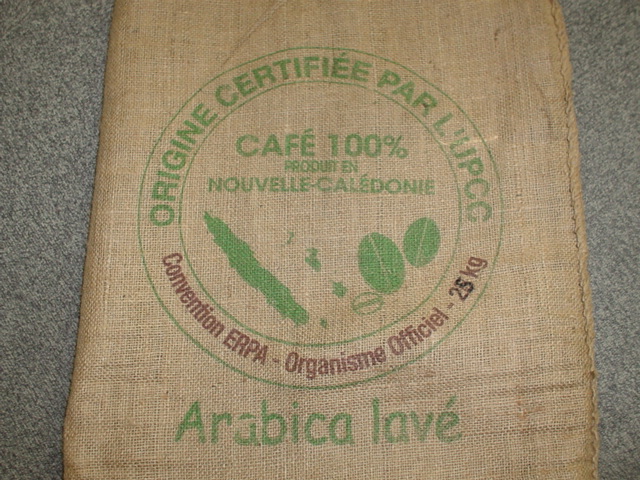 ORIGINE CERTIFIÉE PAR L'UPCC
CAFÉ 100%
PRODUIT EN
NOUVELLE-CALÉDONIE
Convention ERPA - Organisme Officiel - 25 kg
Arabica lavé